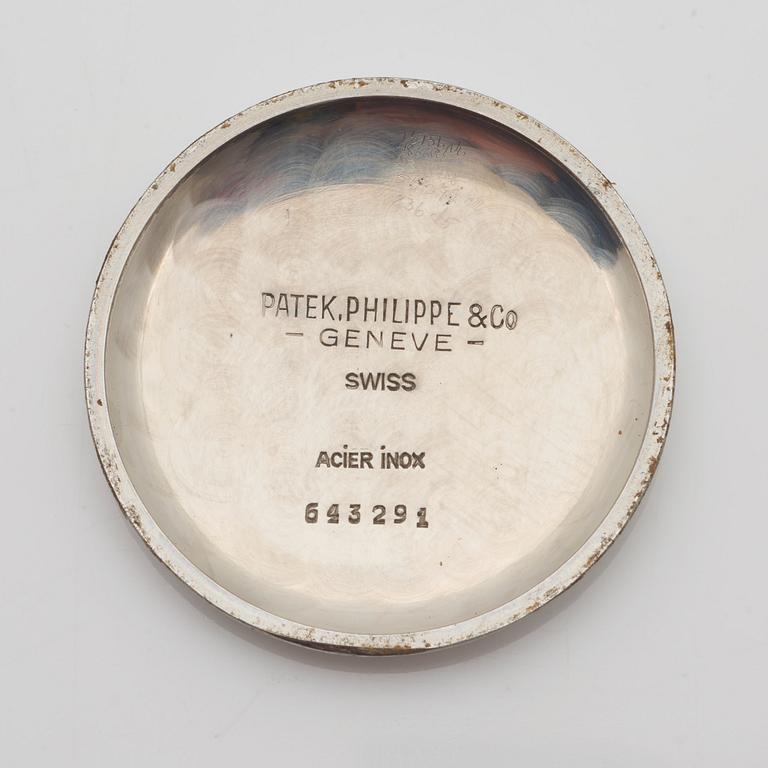 PATEK, PHILIPPE & Co
- GENEVE -
SWISS
ACIER INOX
643291